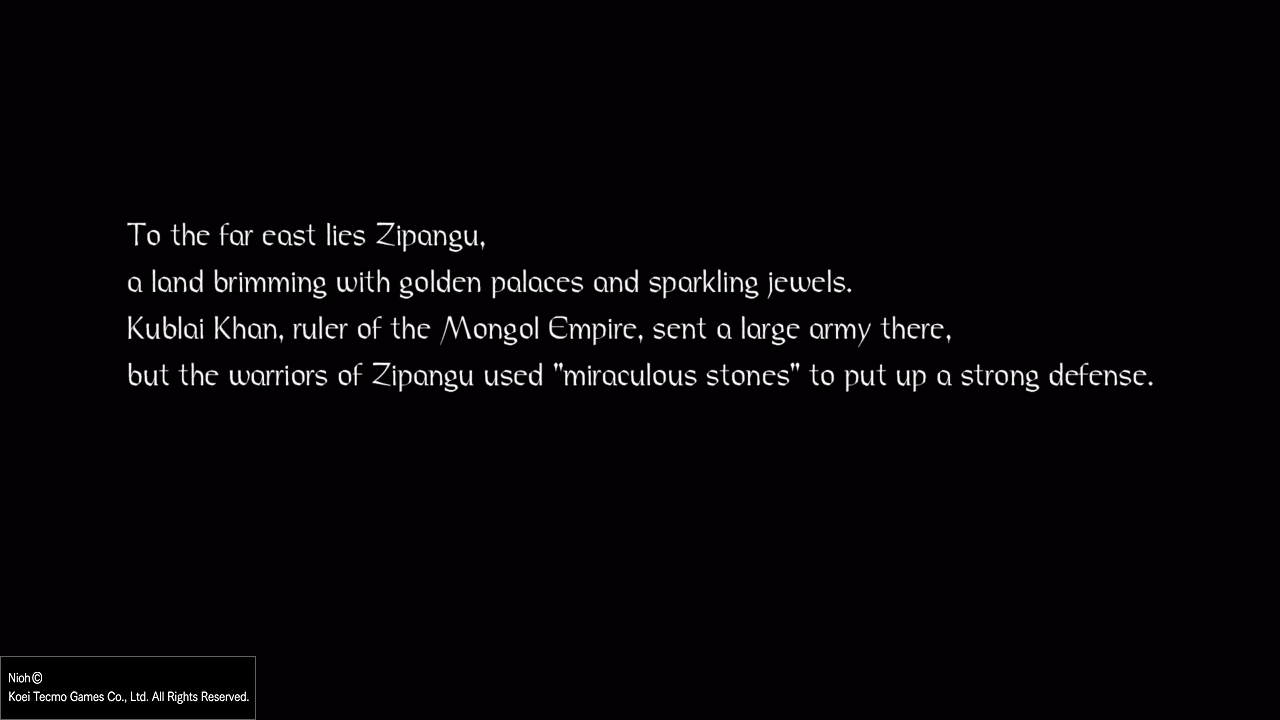 To the far east lies Zipangu,
a land brimming with golden palaces and sparkling jewels.
Kublai Khan, ruler of the Mongol Empire, sent a large army there,
but the warriors of Zipangu used "miraculous stones" to put up a strong defense.
Nioh©
Koei Tecmo Games Co., Ltd. All Rights Reserved.